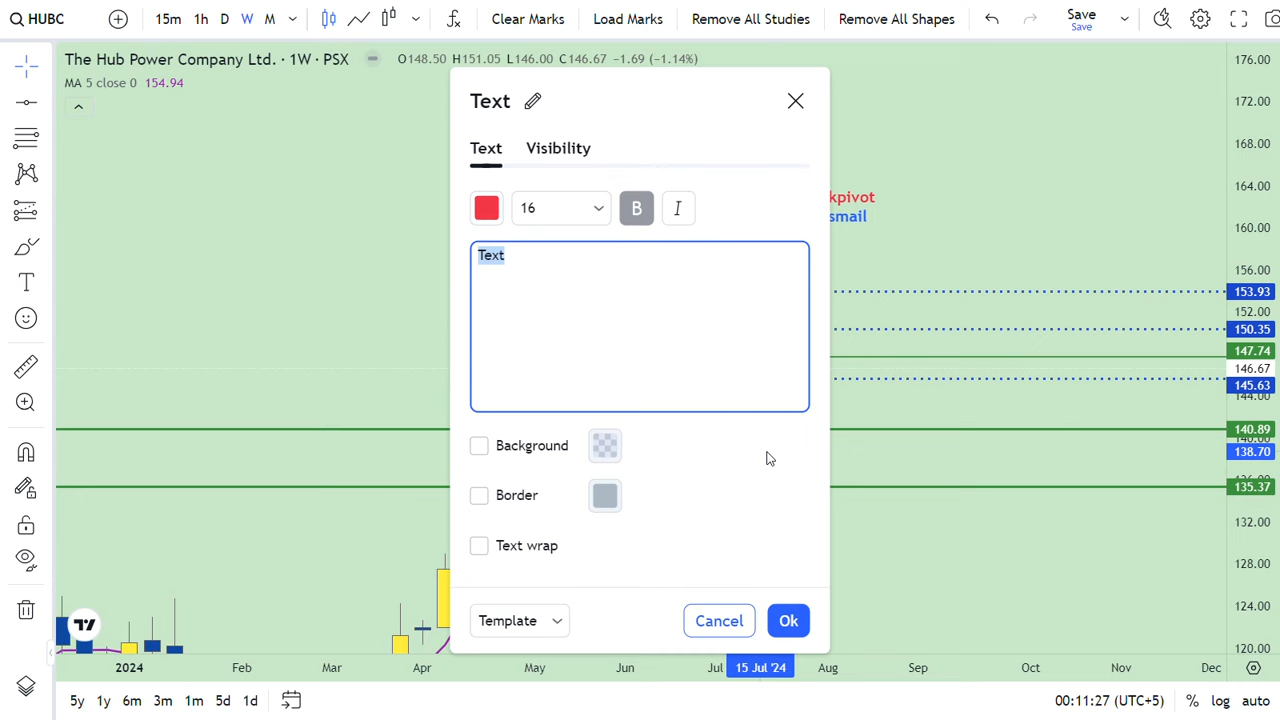 HUBC
15m 1h D W M
Clear Marks
Load Marks
Remove All Studies
Remove All Shapes
Save
Save
The Hub Power Company Ltd. · 1W · PSX
O148.50 H151.05 L146.00 C146.67 −1.69 (−1.14%)
MA 5 close 0 154.94
Text
Text Visibility
16
B I
Text
Background
Border
Text wrap
Template
Cancel
Ok
kpivot
smail
176.00
172.00
168.00
164.00
160.00
156.00
153.93
152.00
150.35
147.74
146.67
145.63
144.00
140.89
140.00
138.70
135.37
132.00
128.00
124.00
120.00
2024 Feb Mar Apr May Jun Jul 15 Jul '24 Aug Sep Oct Nov Dec
5y 1y 6m 3m 1m 5d 1d
00:11:27 (UTC+5)
% log auto